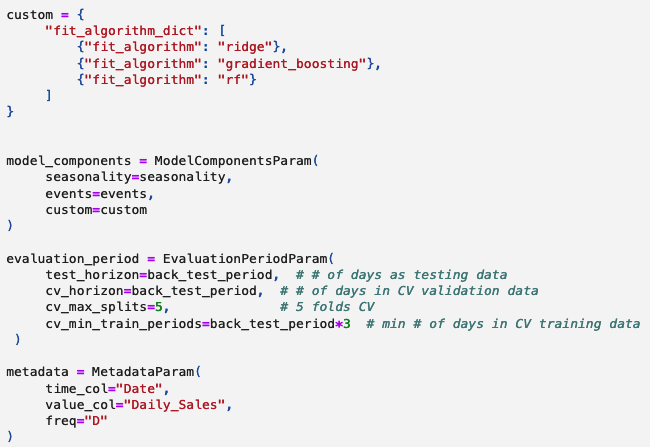 custom = {
     "fit_algorithm_dict": [
         {"fit_algorithm": "ridge"},
         {"fit_algorithm": "gradient_boosting"},
         {"fit_algorithm": "rf"}
     ]
}
model_components = ModelComponentsParam(
     seasonality=seasonality,
     events=events,
     custom=custom
)
evaluation_period = EvaluationPeriodParam(
     test_horizon=back_test_period,  # # of days as testing data
     cv_horizon=back_test_period,  # # of days in CV validation data
     cv_max_splits=5,              # 5 folds CV
     cv_min_train_periods=back_test_period*3  # min # of days in CV training data
 )
metadata = MetadataParam(
     time_col="Date",
     value_col="Daily_Sales",
     freq="D"
)